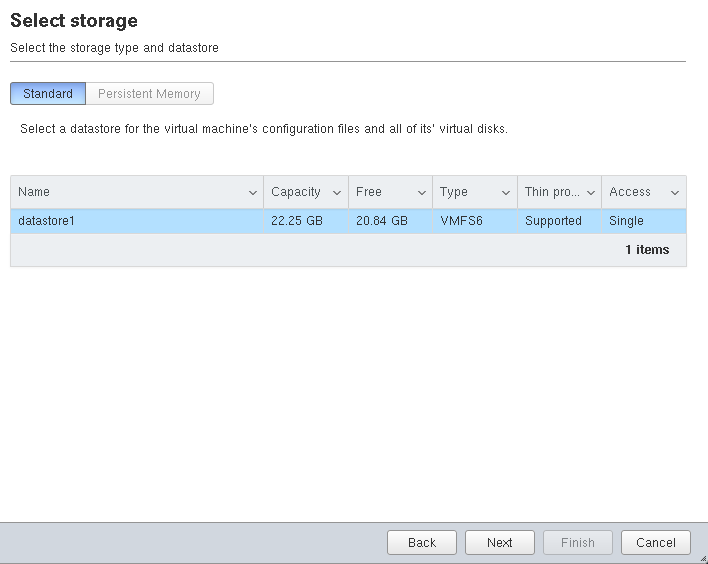 Select storage
Select the storage type and datastore
Standard Persistent Memory
Select a datastore for the virtual machine's configuration files and all of its' virtual disks.
Name Capacity Free Type Thin pro... Access
datastore1 22.25 GB 20.84 GB VMFS6 Supported Single
1 items
Back Next Finish Cancel